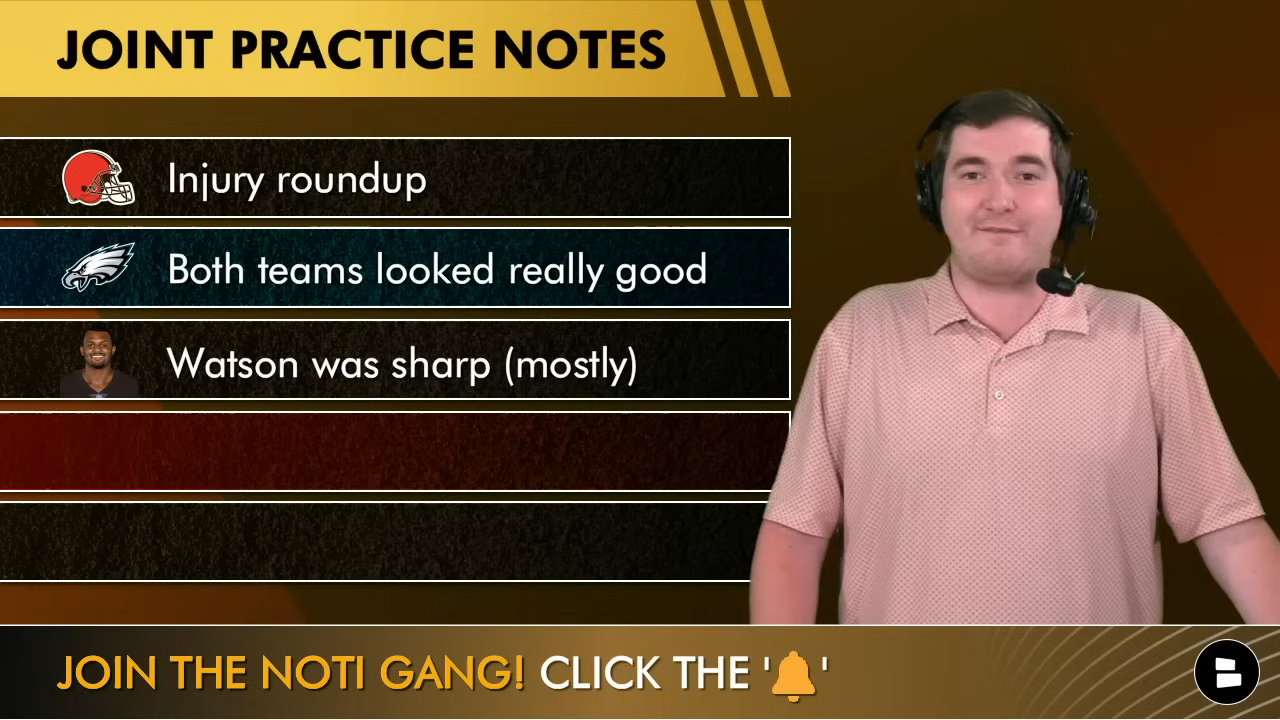 JOINT PRACTICE NOTES
Injury roundup
Both teams looked really good
Watson was sharp (mostly)
JOIN THE NOTI GANG! CLICK THE '🔔'